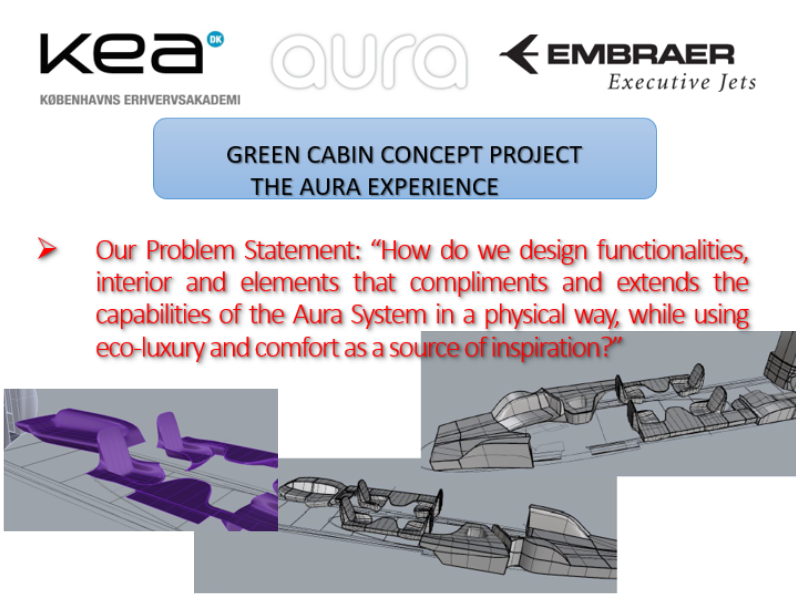 kea DK
KØBENHAVNS ERHVERVSAKADEMI
aura
EMBRAER
Executive Jets
GREEN CABIN CONCEPT PROJECT
THE AURA EXPERIENCE
Our Problem Statement: “How do we design functionalities,
interior and elements that compliments and extends the
capabilities of the Aura System in a physical way, while using
eco-luxury and comfort as a source of inspiration?”